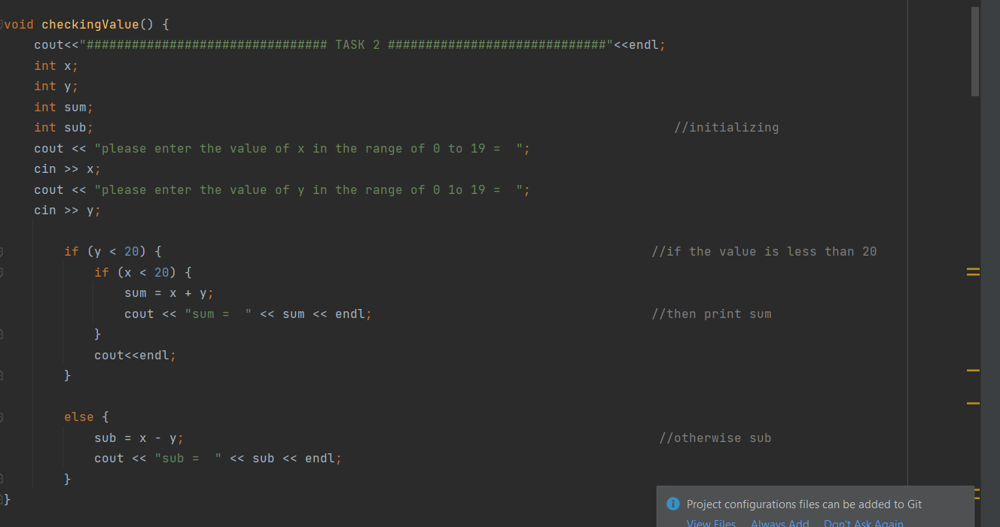 void checkingValue() {
cout<<"################################ TASK 2 #############################"<<endl;
int x;
int y;
int sum;
int sub; //initializing
cout << "please enter the value of x in the range of 0 to 19 =  ";
cin >> x;
cout << "please enter the value of y in the range of 0 1o 19 =  ";
cin >> y;
if (y < 20) { //if the value is less than 20
if (x < 20) {
sum = x + y;
cout << "sum =  " << sum << endl; //then print sum
}
cout<<endl;
}
else {
sub = x - y; //otherwise sub
cout << "sub =  " << sub << endl;
}
}
Project configurations files can be added to Git
View Files Always Add Don't Ask Again